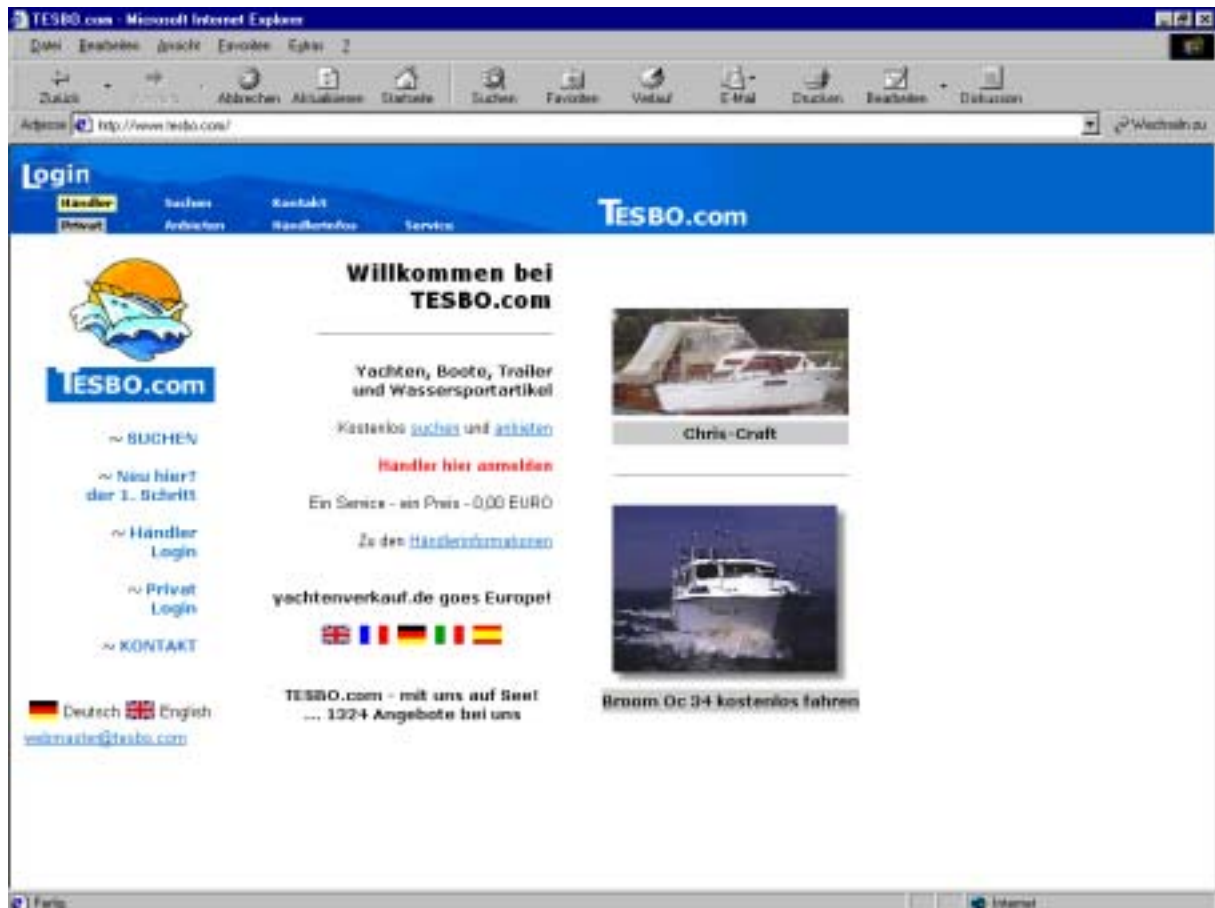 TESBO.com - Microsoft Internet Explorer
Datei Bearbeiten Ansicht Favoriten Extras ?
Zurück Abbrechen Aktualisieren Startseite Suchen Favoriten Verlauf E-Mail Drucken Bearbeiten Diskussion
Adresse http://www.tesbo.com/ Wechseln zu
Login
Händler Suchen Kontakt
Privat Anbieten Händlerinfos Service
TESBO.com
TESBO.com
~ SUCHEN
~ Neu hier?
der 1. Schritt
~ Händler
Login
~ Privat
Login
~ KONTAKT
Deutsch English
webmaster@tesbo.com
Willkommen bei
TESBO.com
Yachten, Boote, Trailer
und Wassersportartikel
Kostenlos suchen und anbieten
Händler hier anmelden
Ein Service - ein Preis - 0,00 EURO
Zu den Händlerinformationen
yachtenverkauf.de goes Europe!
TESBO.com - mit uns auf See!
... 1324 Angebote bei uns
Chris-Craft
Broom Oc 34 kostenlos fahren
Fertig Internet